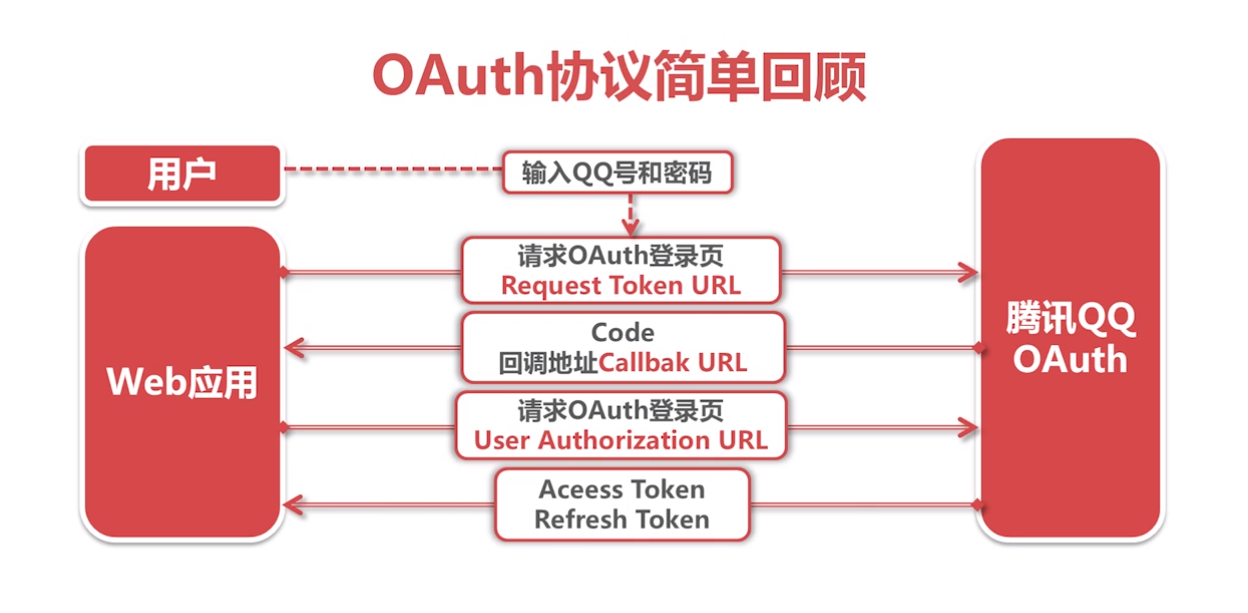 OAuth协议简单回顾
用户
输入QQ号和密码
请求OAuth登录页
Request Token URL
Code
回调地址Callbak URL
请求OAuth登录页
User Authorization URL
Aceess Token
Refresh Token
Web应用
腾讯QQ
OAuth